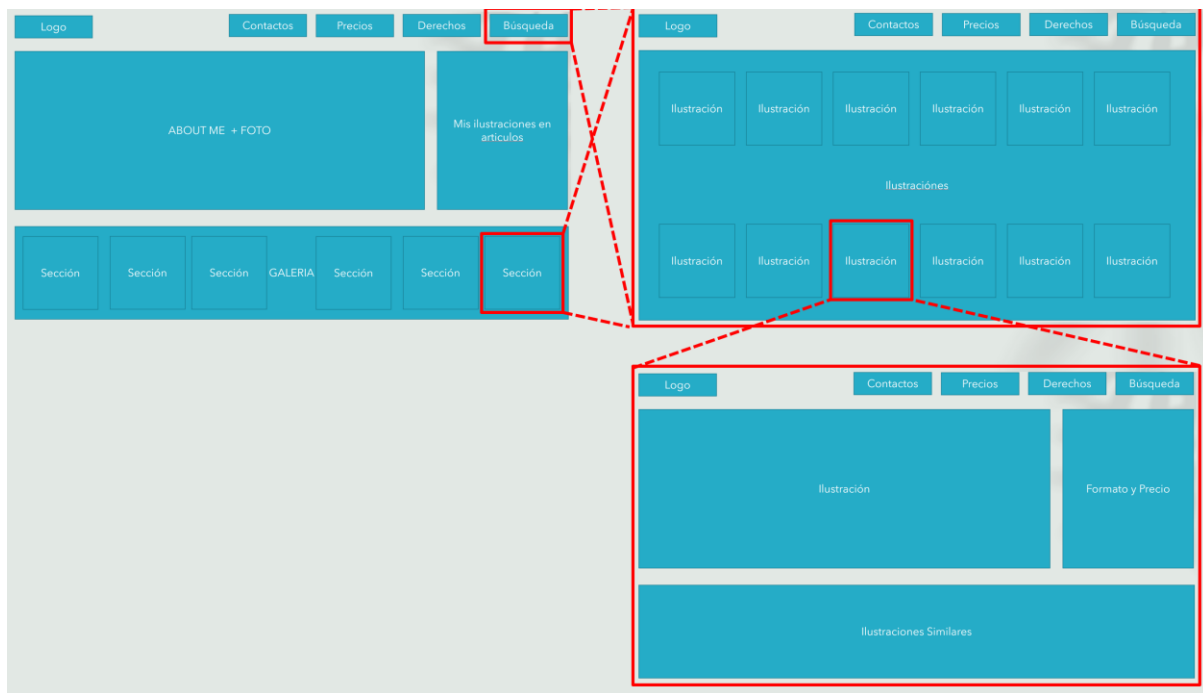 Logo
Contactos
Precios
Derechos
Búsqueda
ABOUT ME + FOTO
Mis ilustraciones en
articulos
Sección
Sección
Sección
GALERIA
Sección
Sección
Sección
Logo
Contactos
Precios
Derechos
Búsqueda
Ilustración
Ilustración
Ilustración
Ilustración
Ilustración
Ilustración
Ilustraciónes
Ilustración
Ilustración
Ilustración
Ilustración
Ilustración
Ilustración
Logo
Contactos
Precios
Derechos
Búsqueda
Ilustración
Formato y Precio
Ilustraciones Similares